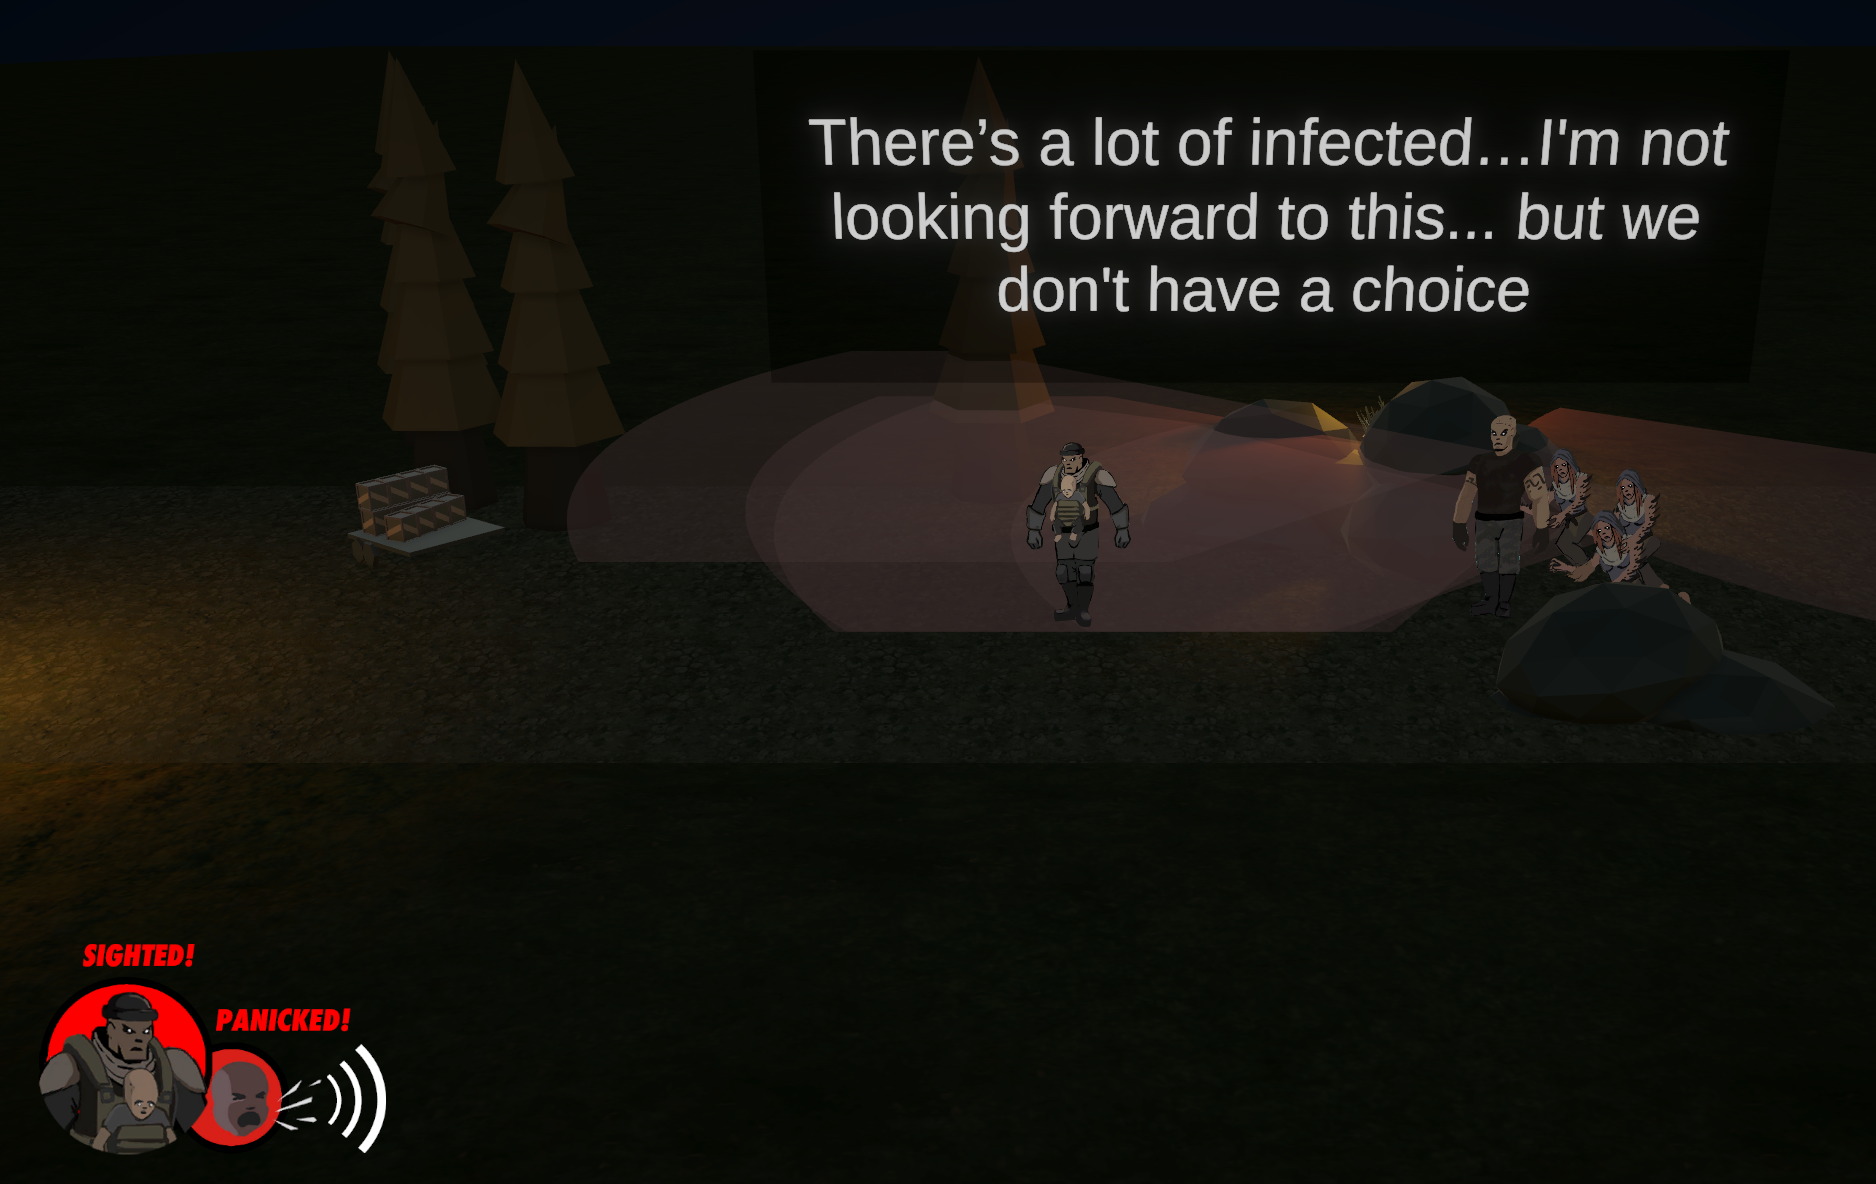 There’s a lot of infected…I'm not
looking forward to this... but we
don't have a choice
SIGHTED!
PANICKED!